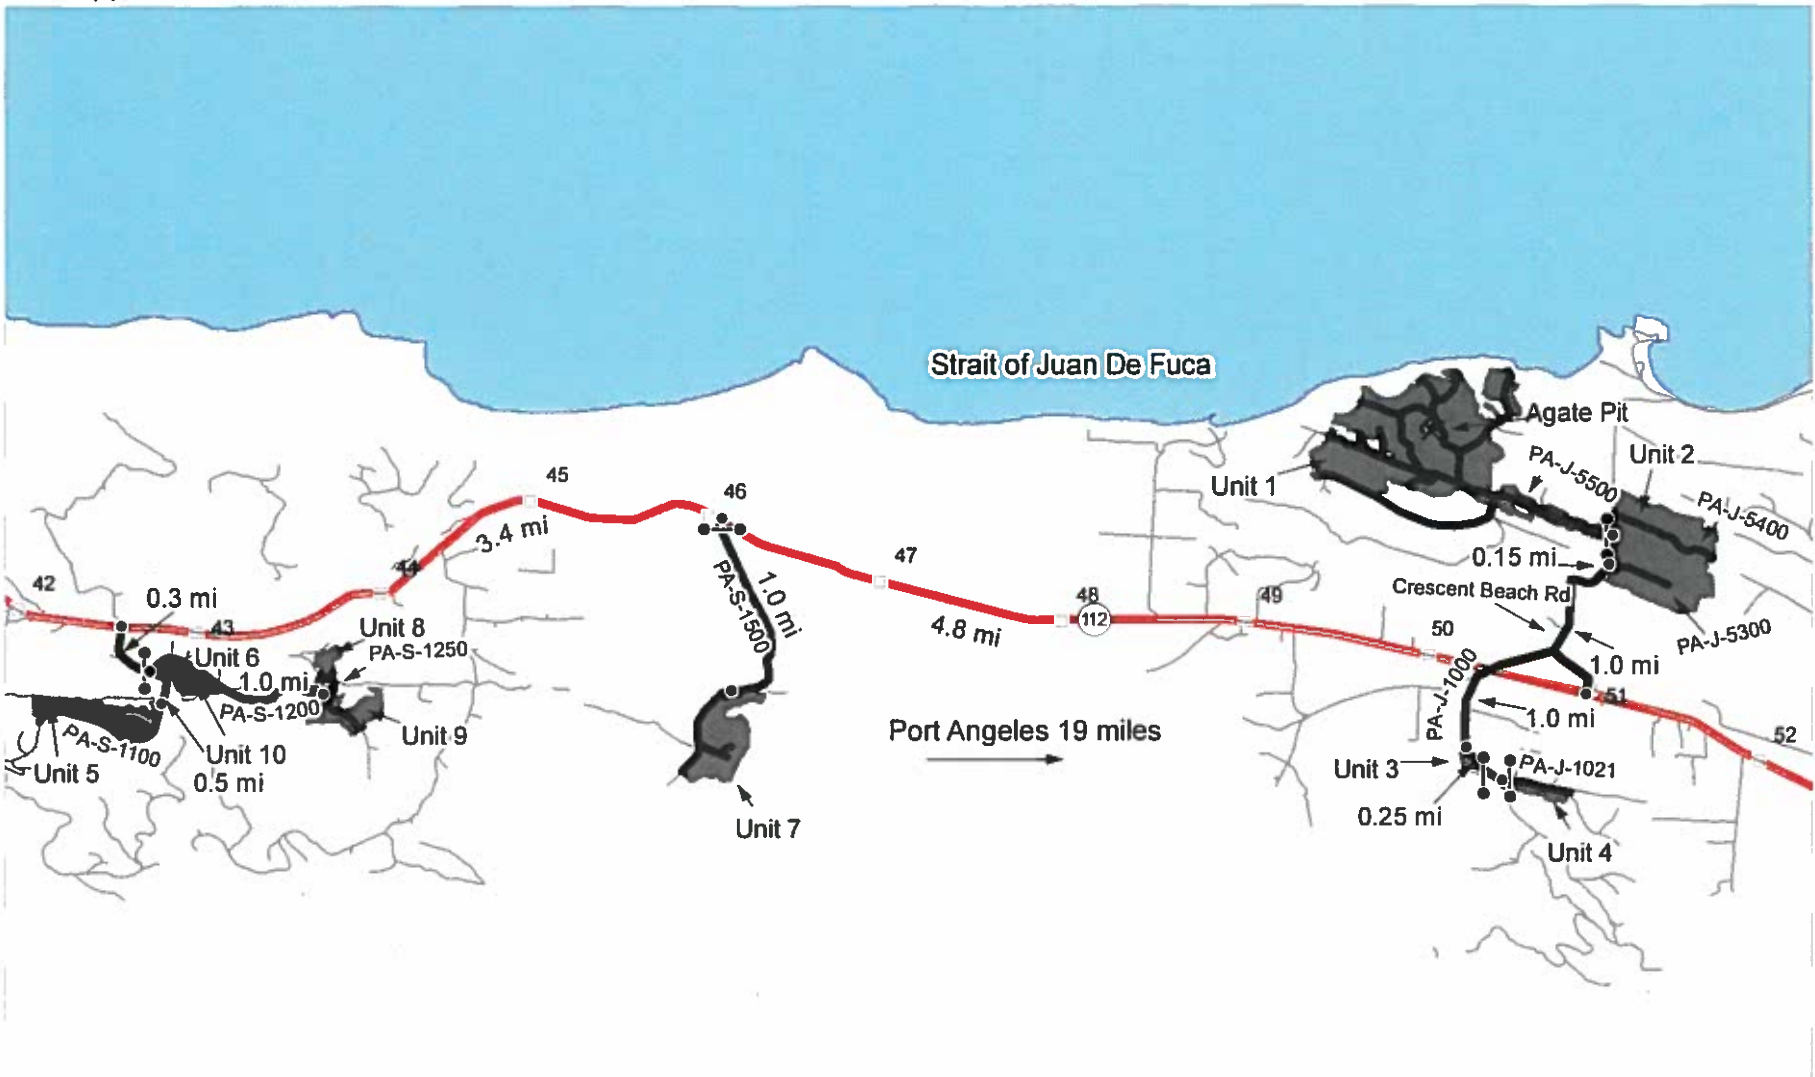 Strait of Juan De Fuca
Agate Pit
Unit 1
PA-J-5500
Unit 2
PA-J-5400
45
46
3.4 mi
47
0.15 mi
Crescent Beach Rd
PA-J-5300
42
44
0.3 mi
43
Unit 8
PA-S-1250
Unit 6
1.0 mi
PA-S-1200
PA-S-1500
1.0 mi
48
112
49
4.8 mi
50
1.0 mi
51
PA-J-1000
1.0 mi
52
PA-S-1100
Unit 5
Unit 10
0.5 mi
Unit 9
Port Angeles 19 miles
Unit 3
PA-J-1021
0.25 mi
Unit 7
Unit 4